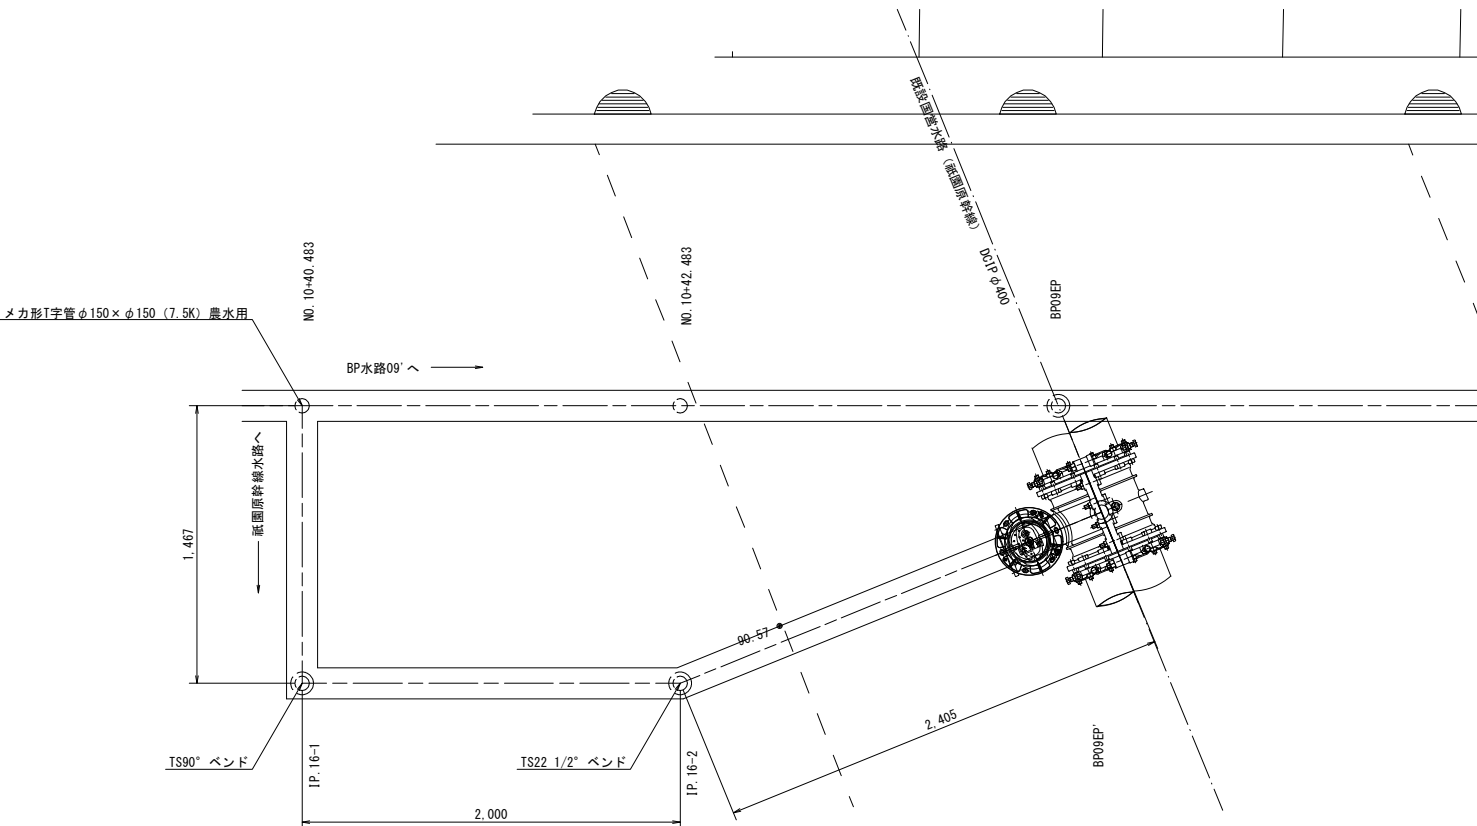 既設国営水路（祇園原幹線） DCIPφ400
NO.10+40.483
NO.10+42.483
BP09EP
メカ形T字管φ150×φ150（7.5K）農水用
BP水路09'へ
祇園原幹線水路へ
1,467
90.57
2.405
TS90° ベンド
IP.16-1
TS22 1/2° ベンド
IP.16-2
BP09EP'
2,000